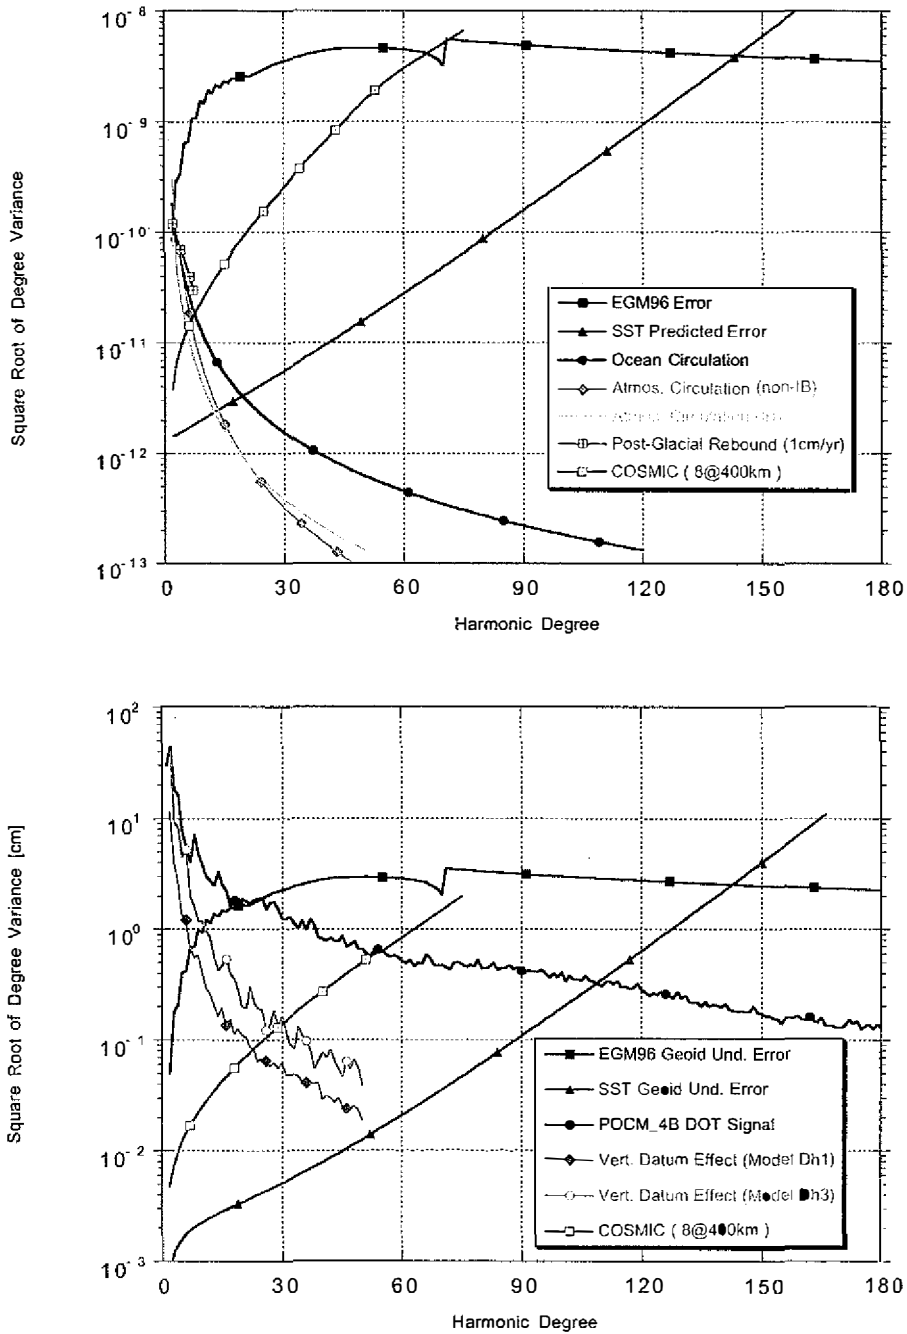 Square Root of Degree Variance
10-8
10-9
10-10
10-11
10-12
10-13
EGM96 Error
SST Predicted Error
Ocean Circulation
Atmos. Circulation (non-IB)
Circulation
Post-Glacial Rebound (1cm/yr)
COSMIC ( 8@400km )
0 30 60 90 120 150 180
Harmonic Degree
Square Root of Degree Variance [cm]
10 2
10 1
10 0
10-1
10-2
10-3
EGM96 Geoid Und. Error
SST Geoid Und. Error
POCM_4B DOT Signal
Vert. Datum Effect (Model Dh1)
Vert. Datum Effect (Model Dh3)
COSMIC ( 8@400km )
0 30 60 90 120 150 180
Harmonic Degree